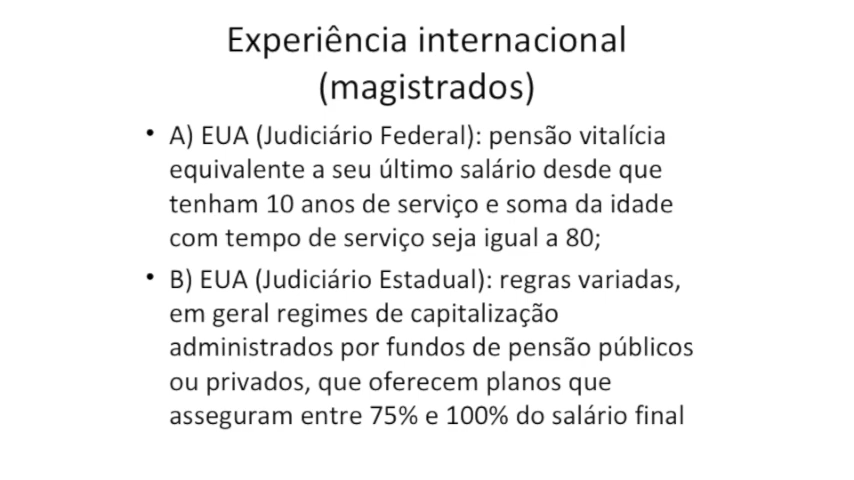 Experiência internacional
(magistrados)
• A) EUA (Judiciário Federal): pensão vitalícia
equivalente a seu último salário desde que
tenham 10 anos de serviço e soma da idade
com tempo de serviço seja igual a 80;
• B) EUA (Judiciário Estadual): regras variadas,
em geral regimes de capitalização
administrados por fundos de pensão públicos
ou privados, que oferecem planos que
asseguram entre 75% e 100% do salário final